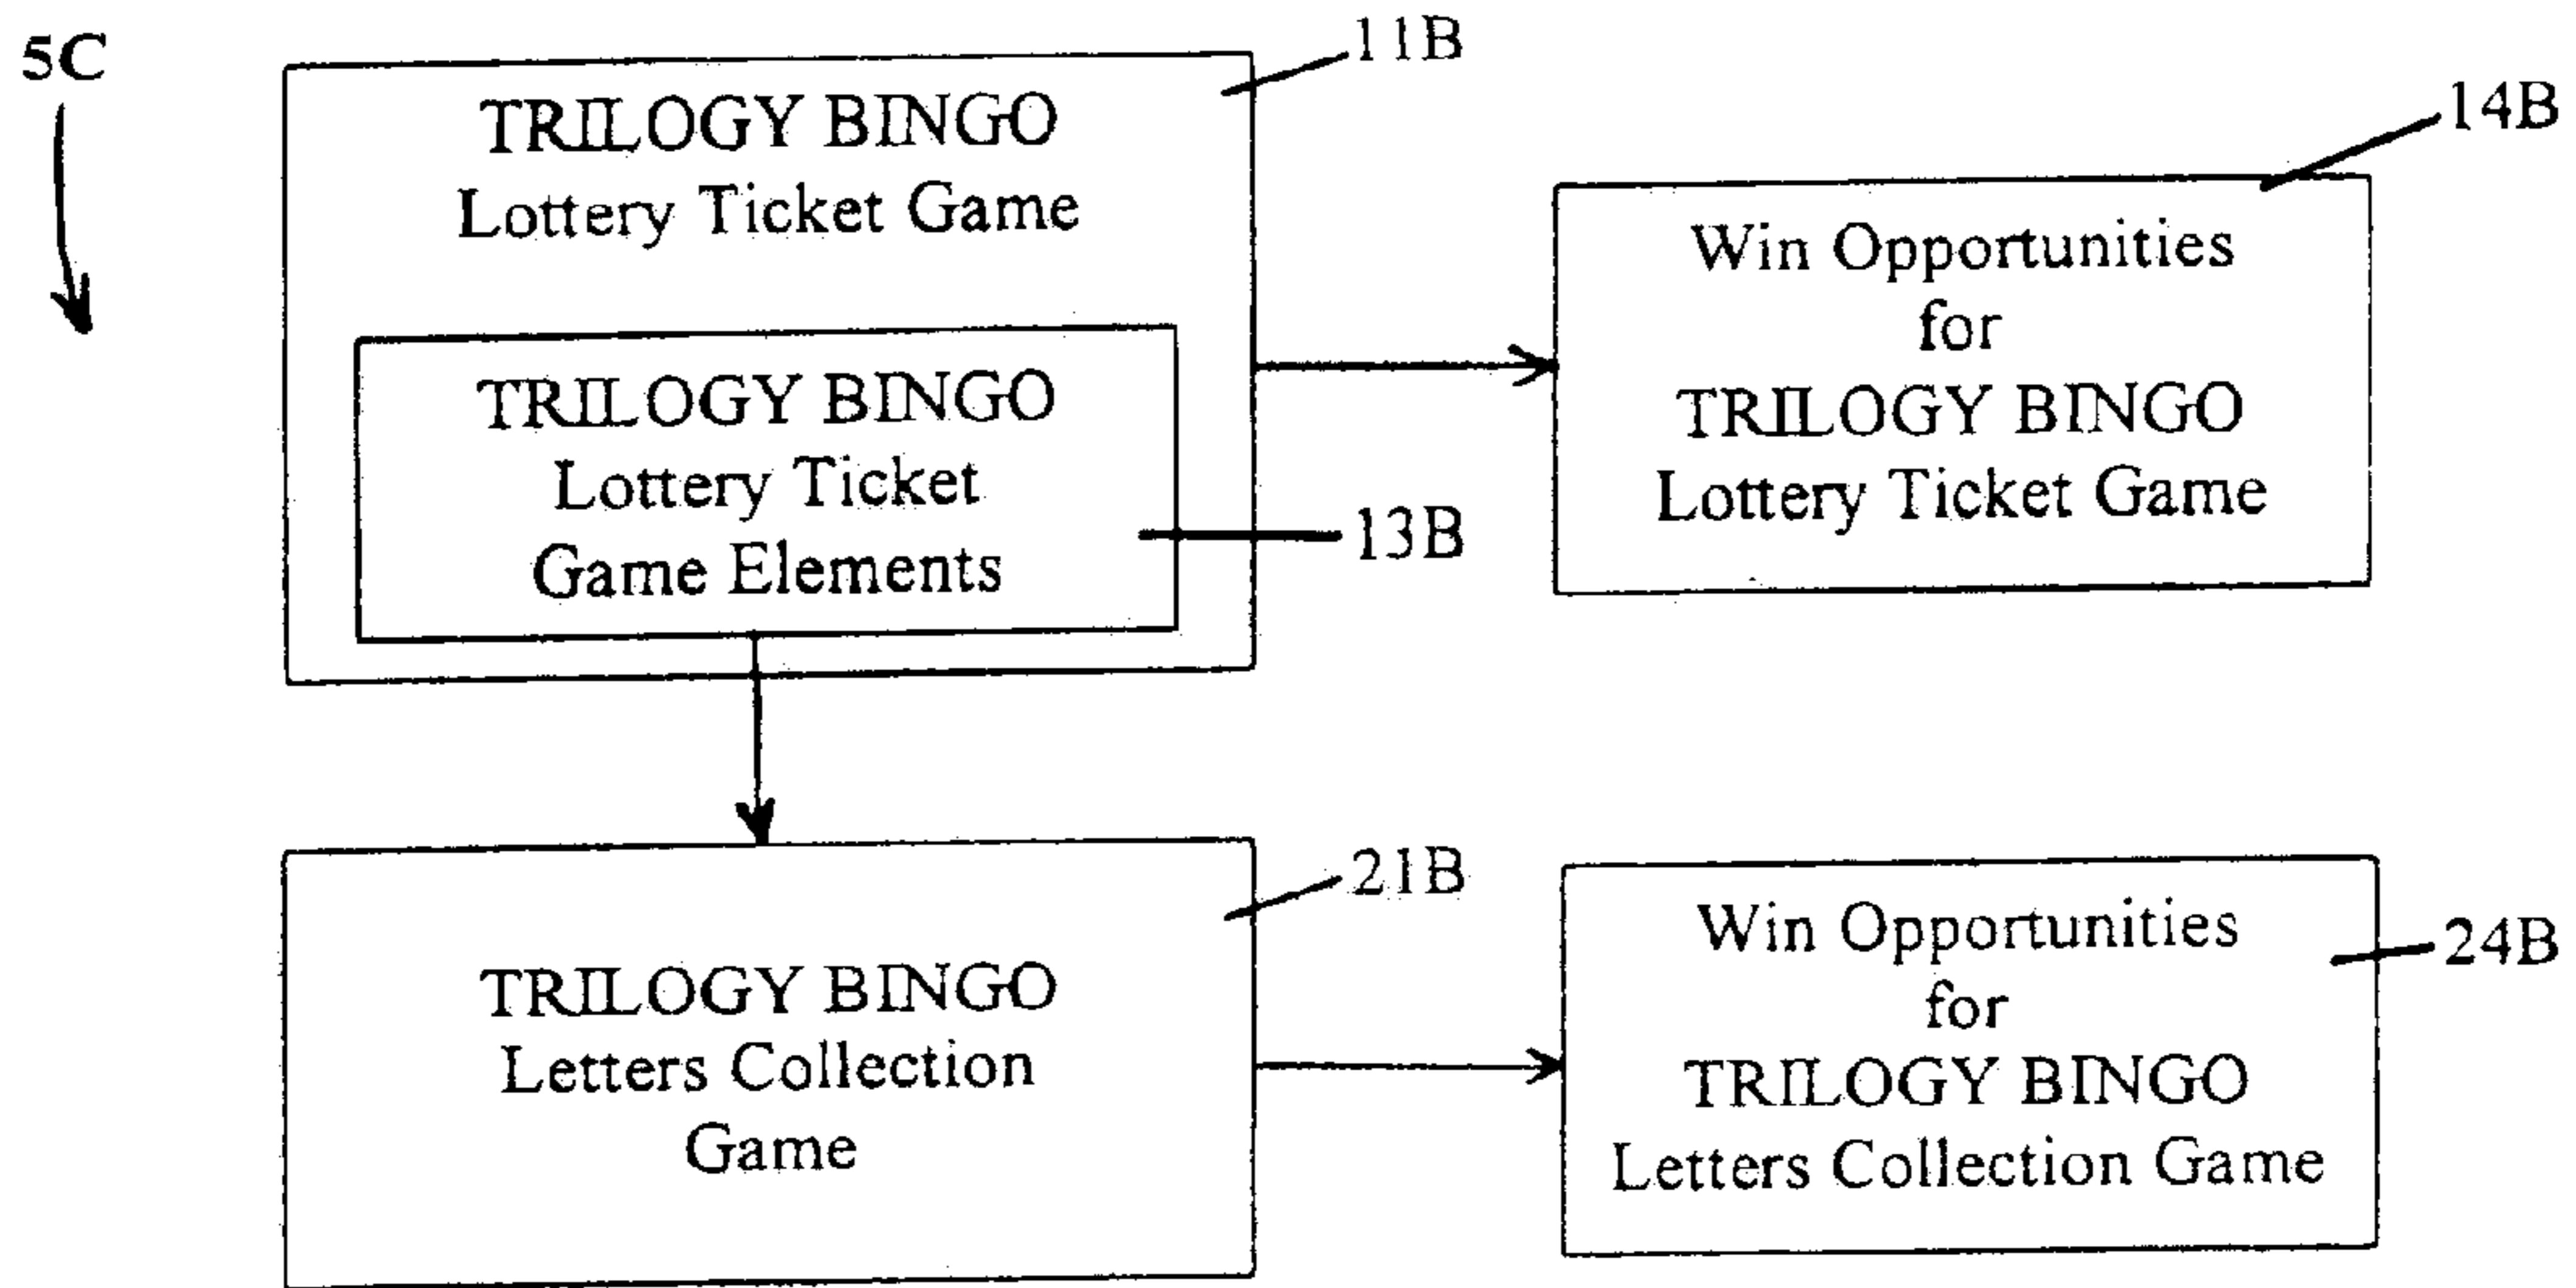 5C
11B
TRILOGY BINGO
Lottery Ticket Game
14B
Win Opportunities
for
TRILOGY BINGO
Lottery Ticket Game
TRILOGY BINGO
Lottery Ticket
Game Elements
13B
21B
TRILOGY BINGO
Letters Collection
Game
Win Opportunities
for
TRILOGY BINGO
Letters Collection Game
24B